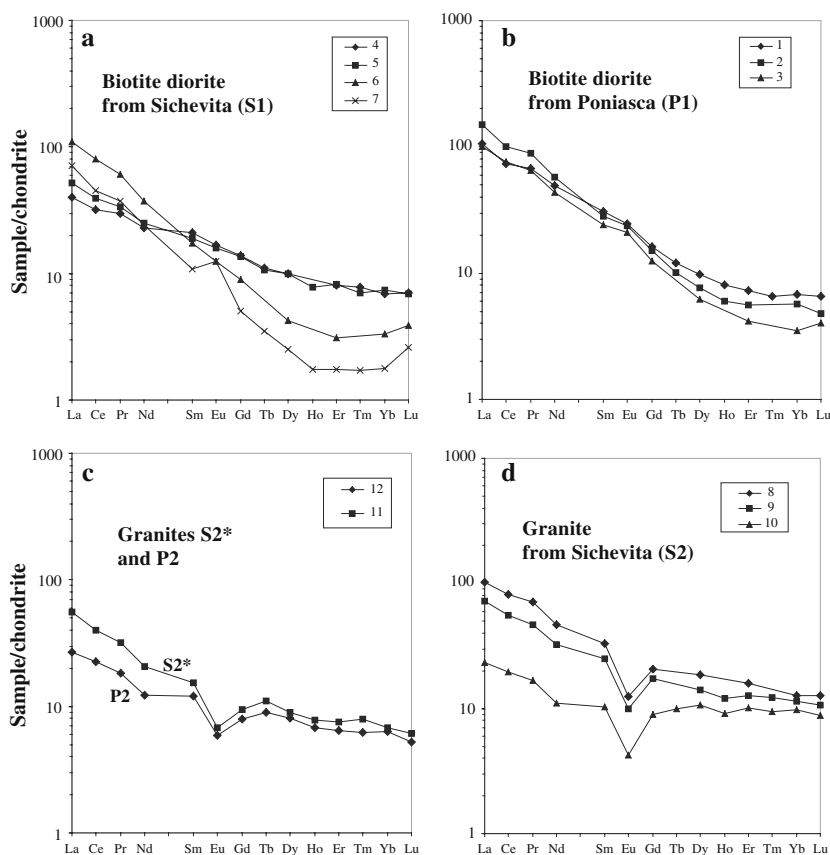 a
Biotite diorite
from Sichevita (S1)
4
5
6
7
Sample/chondrite
1000
100
10
1
La Ce Pr Nd Sm Eu Gd Tb Dy Ho Er Tm Yb Lu
b
Biotite diorite
from Poniasca (P1)
1
2
3
1000
100
10
1
La Ce Pr Nd Sm Eu Gd Tb Dy Ho Er Tm Yb Lu
c
Granites S2*
and P2
12
11
S2*
P2
Sample/chondrite
1000
100
10
1
La Ce Pr Nd Sm Eu Gd Tb Dy Ho Er Tm Yb Lu
d
Granite
from Sichevita (S2)
8
9
10
1000
100
10
1
La Ce Pr Nd Sm Eu Gd Tb Dy Ho Er Tm Yb Lu